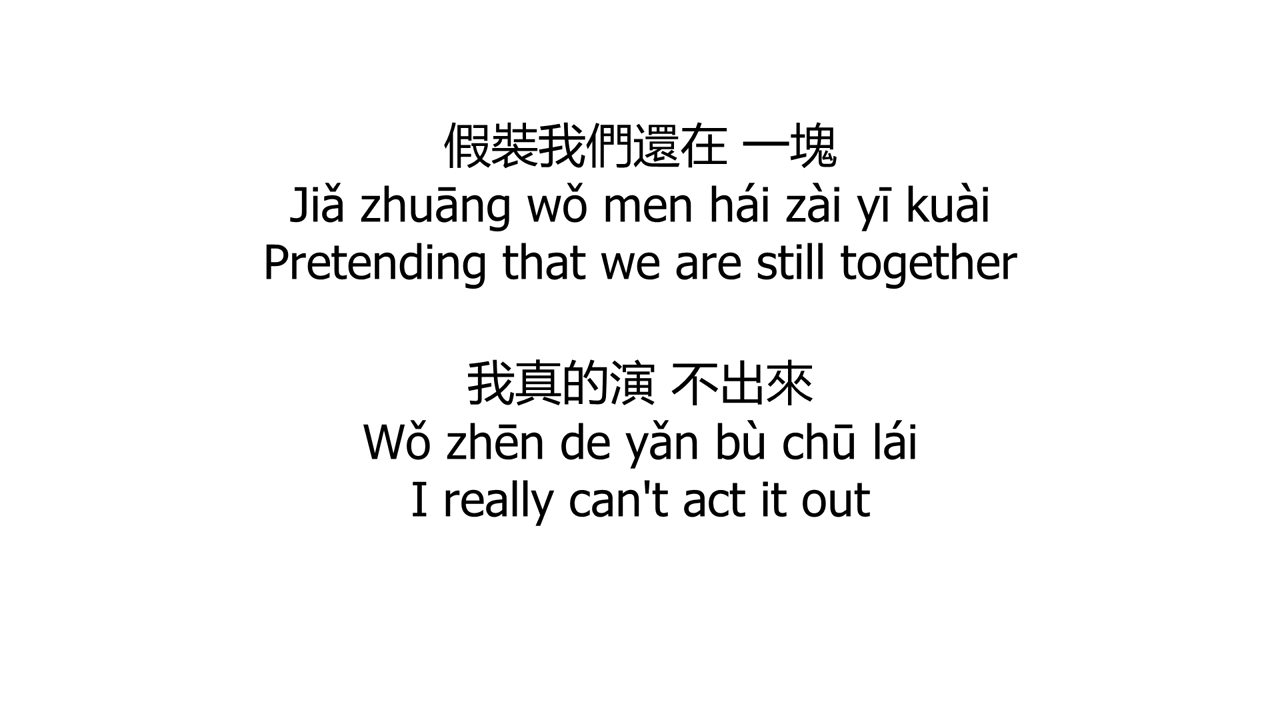 假裝我們還在 一塊
Jiǎ zhuāng wǒ men hái zài yī kuài
Pretending that we are still together
我真的演 不出來
Wǒ zhēn de yǎn bù chū lái
I really can't act it out